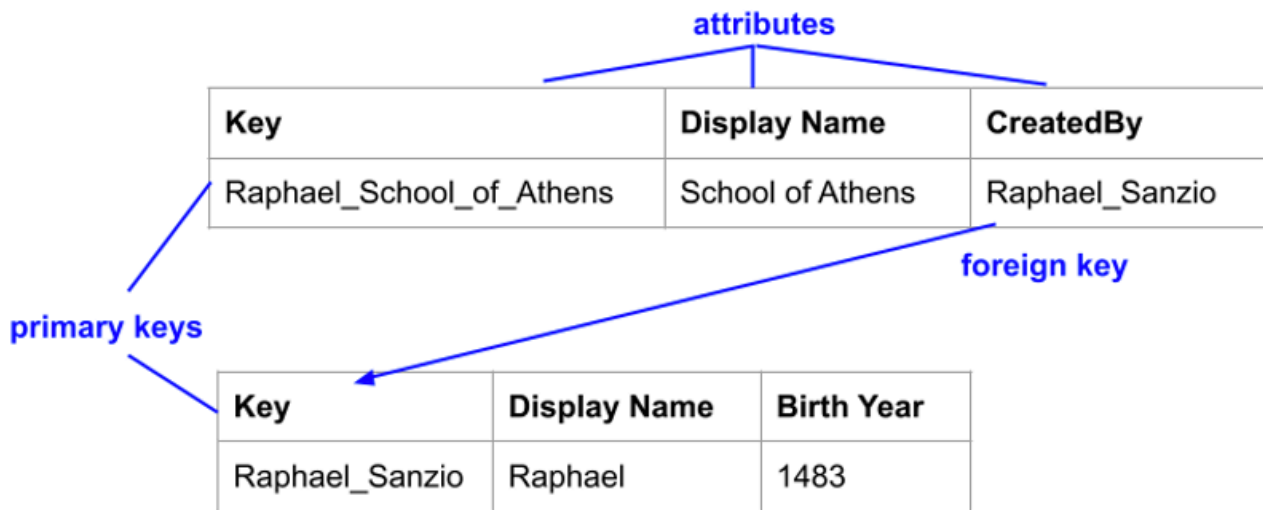 attributes
Key Display Name CreatedBy
Raphael_School_of_Athens School of Athens Raphael_Sanzio
foreign key
primary keys
Key Display Name Birth Year
Raphael_Sanzio Raphael 1483